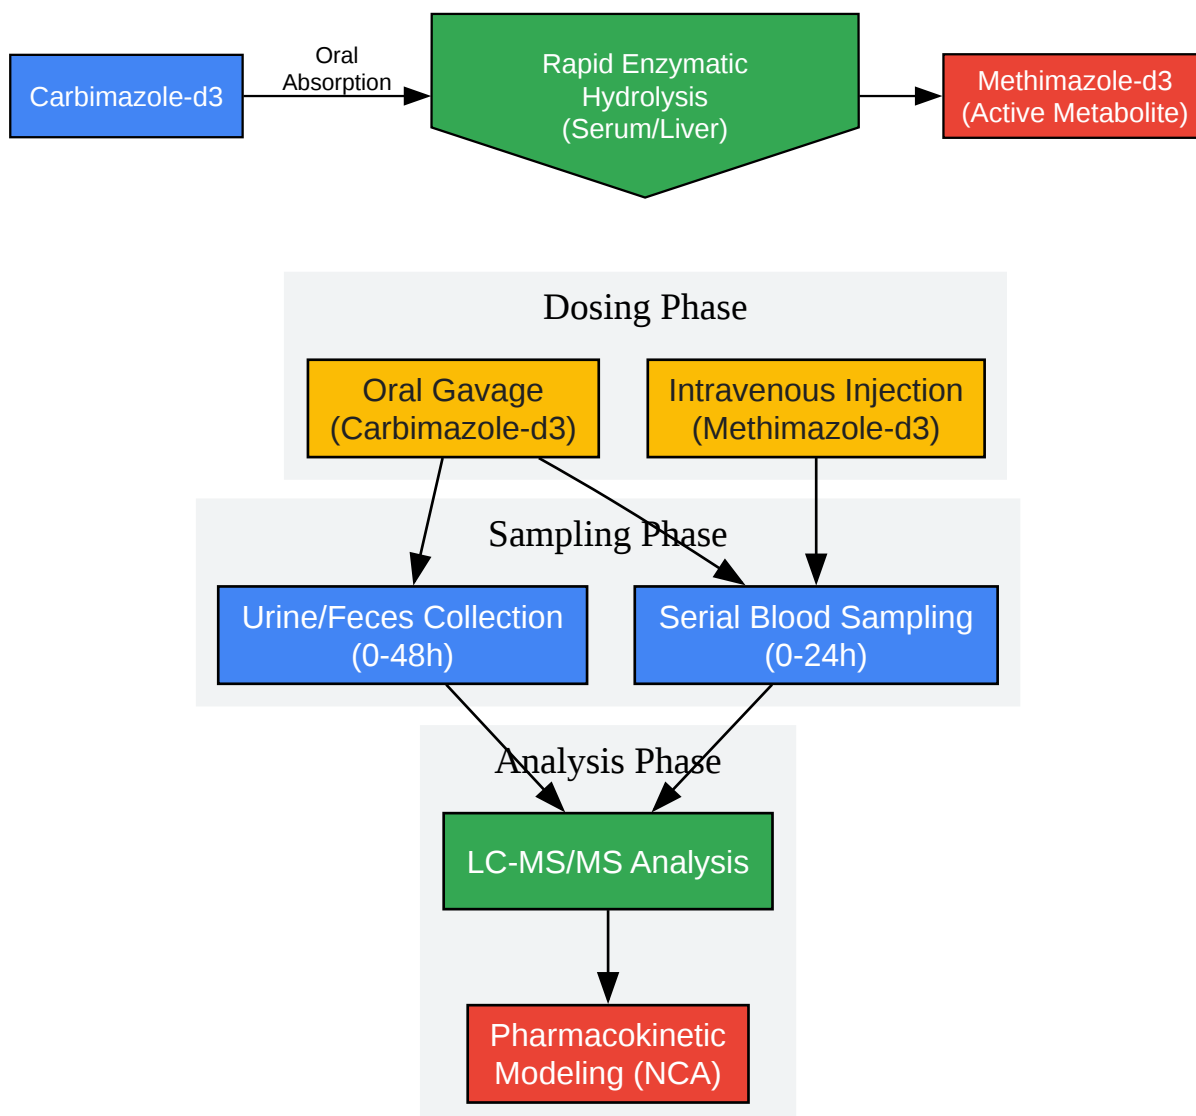 Carbimazole-d3
Oral
Absorption
Rapid Enzymatic
Hydrolysis
(Serum/Liver)
Methimazole-d3
(Active Metabolite)
Dosing Phase
Oral Gavage
(Carbimazole-d3)
Intravenous Injection
(Methimazole-d3)
Sampling Phase
Urine/Feces Collection
(0-48h)
Serial Blood Sampling
(0-24h)
Analysis Phase
LC-MS/MS Analysis
Pharmacokinetic
Modeling (NCA)